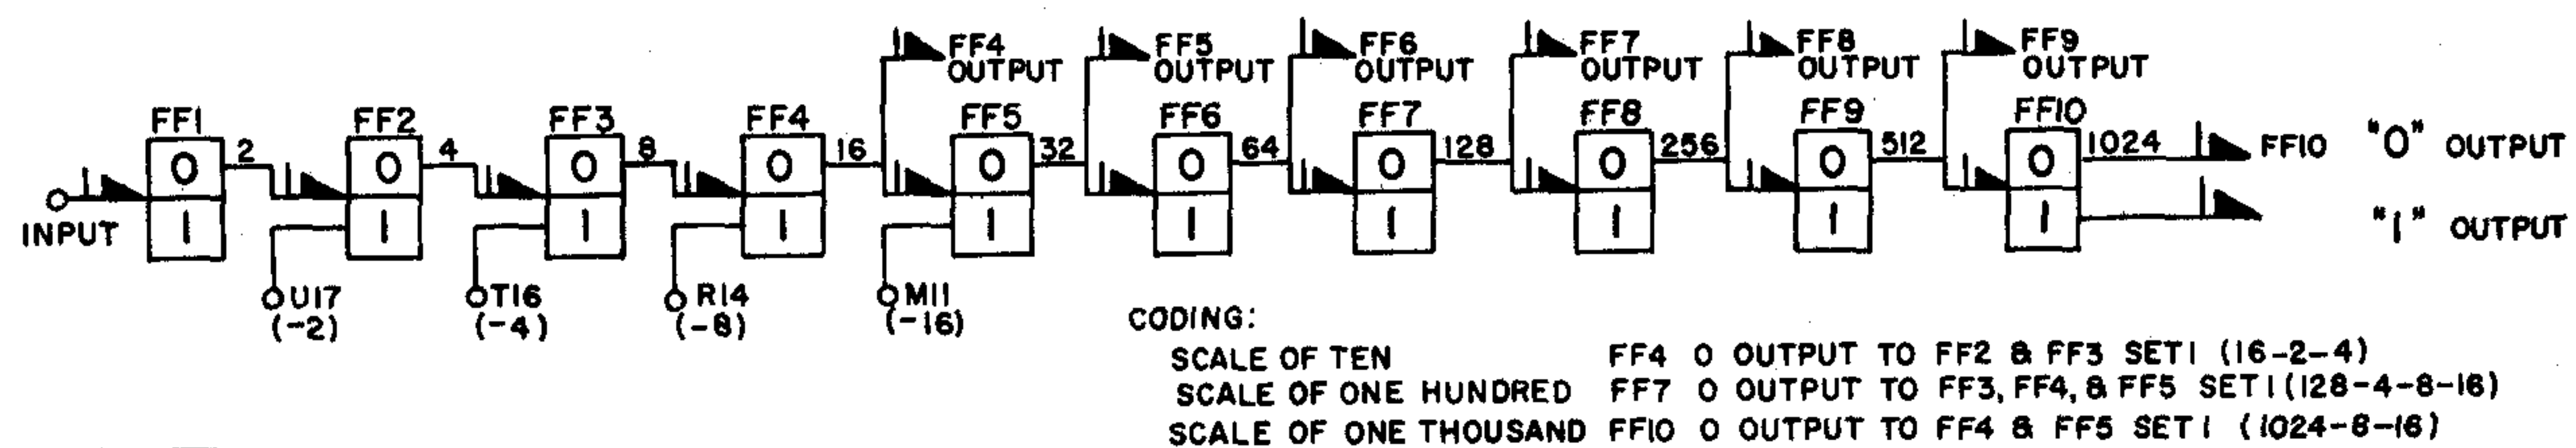 FF4 OUTPUT
FF5 OUTPUT
FF6 OUTPUT
FF7 OUTPUT
FF8 OUTPUT
FF9 OUTPUT
FF1
FF2
FF3
FF4
FF5
FF6
FF7
FF8
FF9
FF10
0 2 0 4 0 8 0 16 0 32 0 64 0 128 0 256 0 512 0 1024 FF10 "0" OUTPUT
INPUT 1 1 1 1 1 1 1 1 1 1 "1" OUTPUT
U17 (-2)
T16 (-4)
R14 (-8)
M11 (-16)
CODING:
SCALE OF TEN FF4 0 OUTPUT TO FF2 & FF3 SET 1 (16-2-4)
SCALE OF ONE HUNDRED FF7 0 OUTPUT TO FF3, FF4, & FF5 SET 1 (128-4-8-16)
SCALE OF ONE THOUSAND FF10 0 OUTPUT TO FF4 & FF5 SET 1 (1024-8-16)